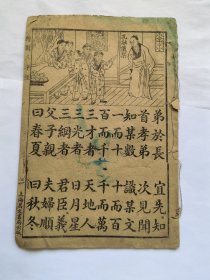 弟於長　宜先知
首孝弟　次見聞
知某數　識某文
一而十　十而百
百而千　千而萬
三才者　天地人
三光者　日月星
三綱者　君臣義
父子親　夫婦順
曰春夏　曰秋冬